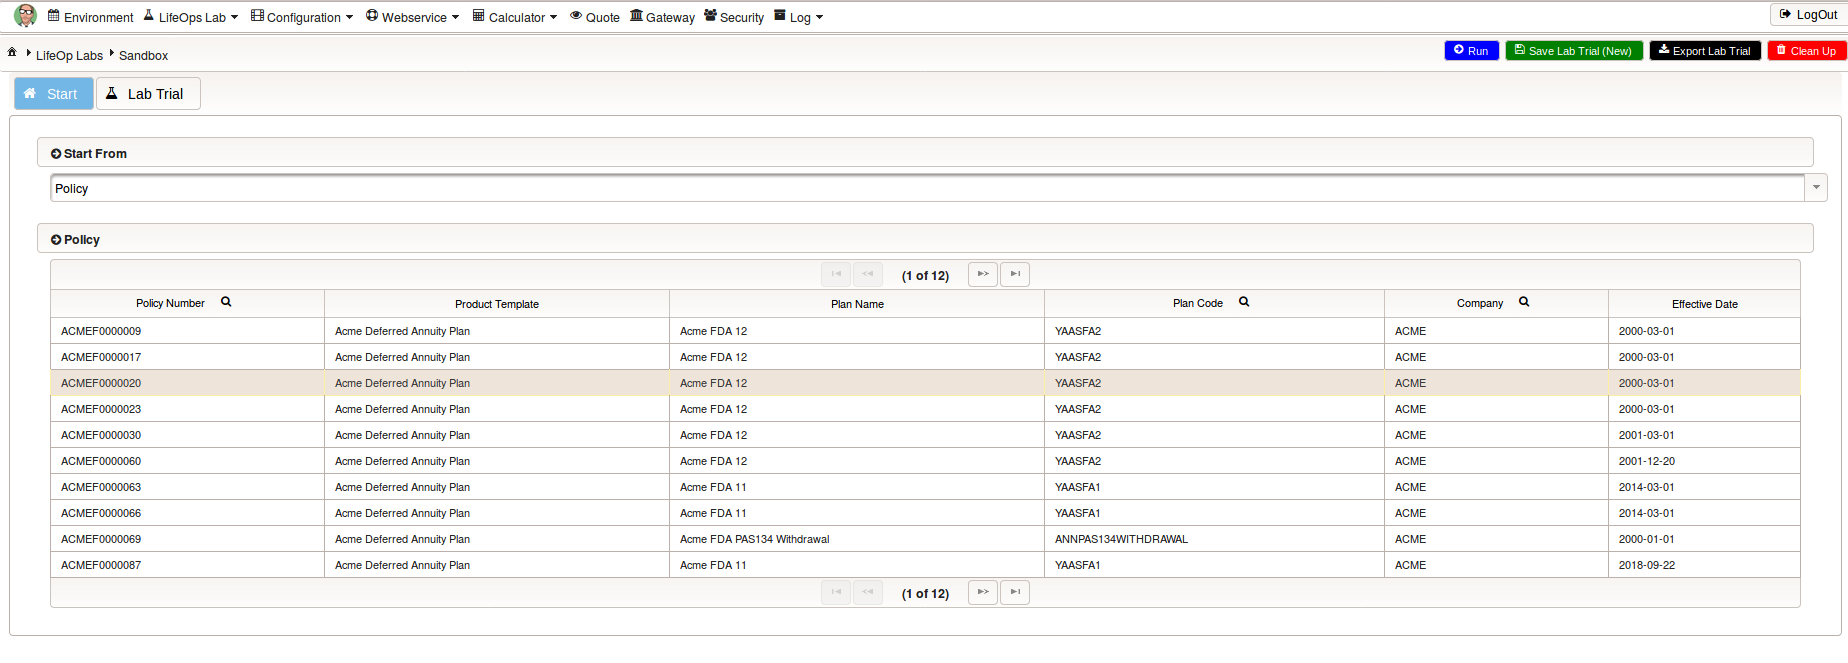 Environment LifeOps Lab Configuration Webservice Calculator Quote Gateway Security Log LogOut
LifeOp Labs Sandbox Run Save Lab Trial (New) Export Lab Trial Clean Up
Start Lab Trial
Start From
Policy
Policy
(1 of 12)
Policy Number Product Template Plan Name Plan Code Company Effective Date
ACMEF0000009 Acme Deferred Annuity Plan Acme FDA 12 YAASFA2 ACME 2000-03-01
ACMEF0000017 Acme Deferred Annuity Plan Acme FDA 12 YAASFA2 ACME 2000-03-01
ACMEF0000020 Acme Deferred Annuity Plan Acme FDA 12 YAASFA2 ACME 2000-03-01
ACMEF0000023 Acme Deferred Annuity Plan Acme FDA 12 YAASFA2 ACME 2000-03-01
ACMEF0000030 Acme Deferred Annuity Plan Acme FDA 12 YAASFA2 ACME 2001-03-01
ACMEF0000060 Acme Deferred Annuity Plan Acme FDA 12 YAASFA2 ACME 2001-12-20
ACMEF0000063 Acme Deferred Annuity Plan Acme FDA 11 YAASFA1 ACME 2014-03-01
ACMEF0000066 Acme Deferred Annuity Plan Acme FDA 11 YAASFA1 ACME 2014-03-01
ACMEF0000069 Acme Deferred Annuity Plan Acme FDA PAS134 Withdrawal ANNPAS134WITHDRAWAL ACME 2000-01-01
ACMEF0000087 Acme Deferred Annuity Plan Acme FDA 11 YAASFA1 ACME 2018-09-22
(1 of 12)